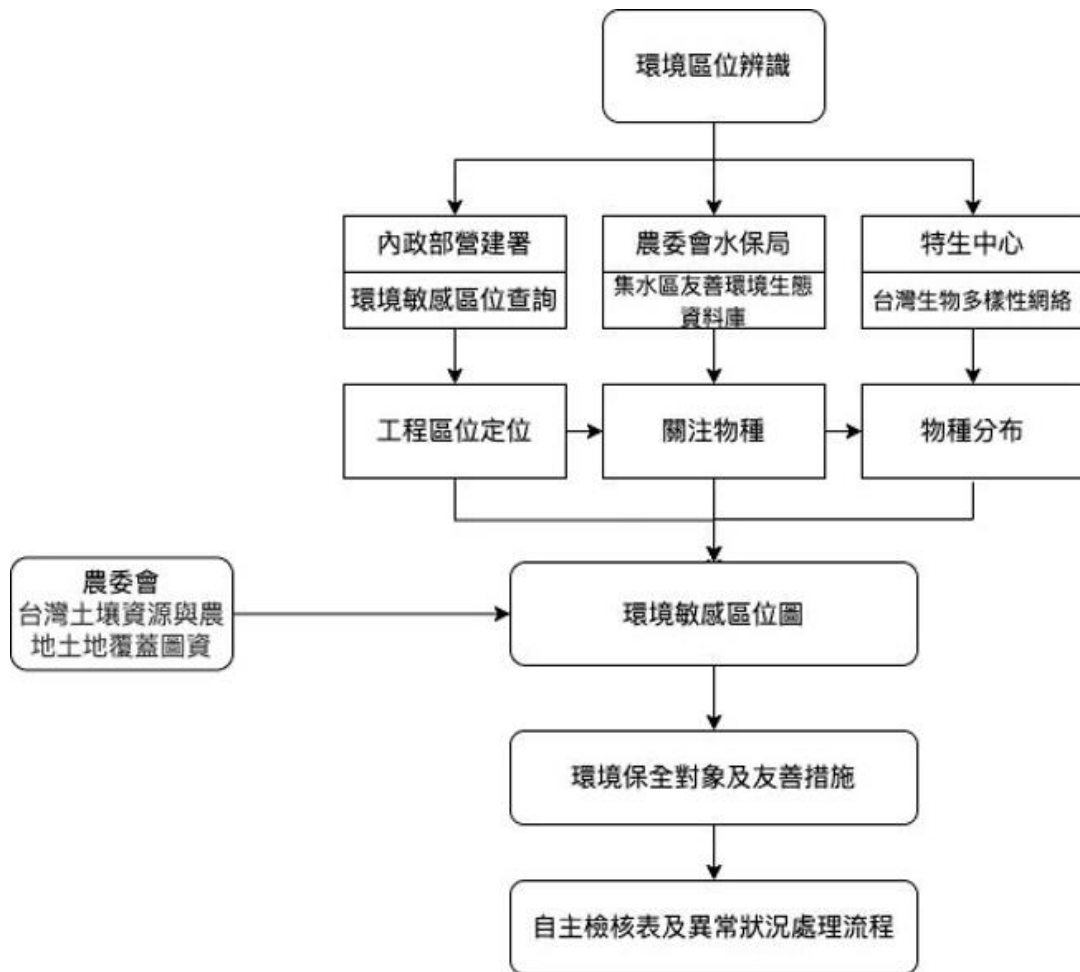 環境區位辨識
內政部營建署
環境敏感區位查詢
農委會水保局
集水區友善環境生態
資料庫
特生中心
台灣生物多樣性網絡
工程區位定位
關注物種
物種分布
農委會
台灣土壤資源與農
地土地覆蓋圖資
環境敏感區位圖
環境保全對象及友善措施
自主檢核表及異常狀況處理流程